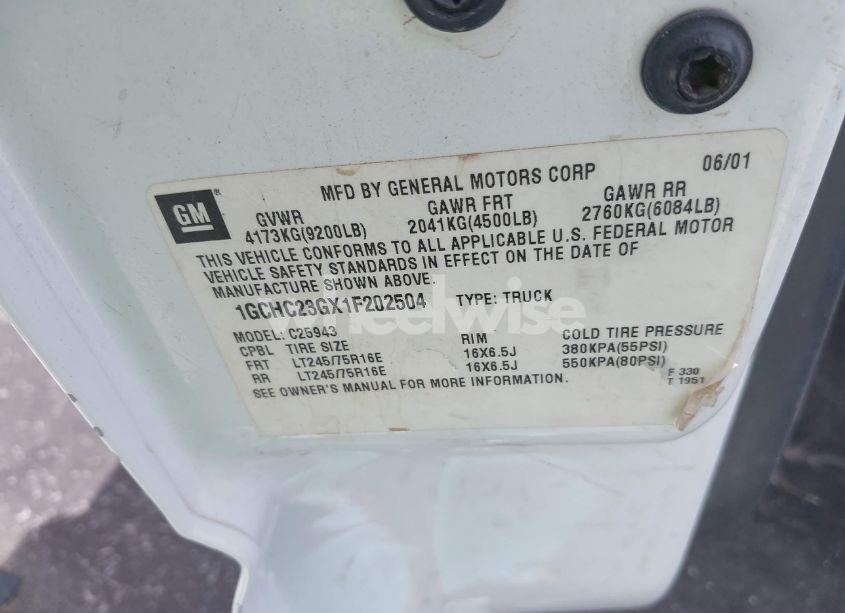 MFD BY GENERAL MOTORS CORP 06/01
GM ®
GVWR GAWR FRT GAWR RR
4173KG(9200LB) 2041KG(4500LB) 2760KG(6084LB)
THIS VEHICLE CONFORMS TO ALL APPLICABLE U.S. FEDERAL MOTOR
VEHICLE SAFETY STANDARDS IN EFFECT ON THE DATE OF
MANUFACTURE SHOWN ABOVE.
1GCHC23GX1F202504 TYPE: TRUCK
MODEL: C25943
CPBL TIRE SIZE RIM COLD TIRE PRESSURE
FRT LT245/75R16E 16X6.5J 380KPA(55PSI)
RR LT245/75R16E 16X6.5J 550KPA(80PSI)
SEE OWNER'S MANUAL FOR MORE INFORMATION.
F 330
T 1951
wheelwise